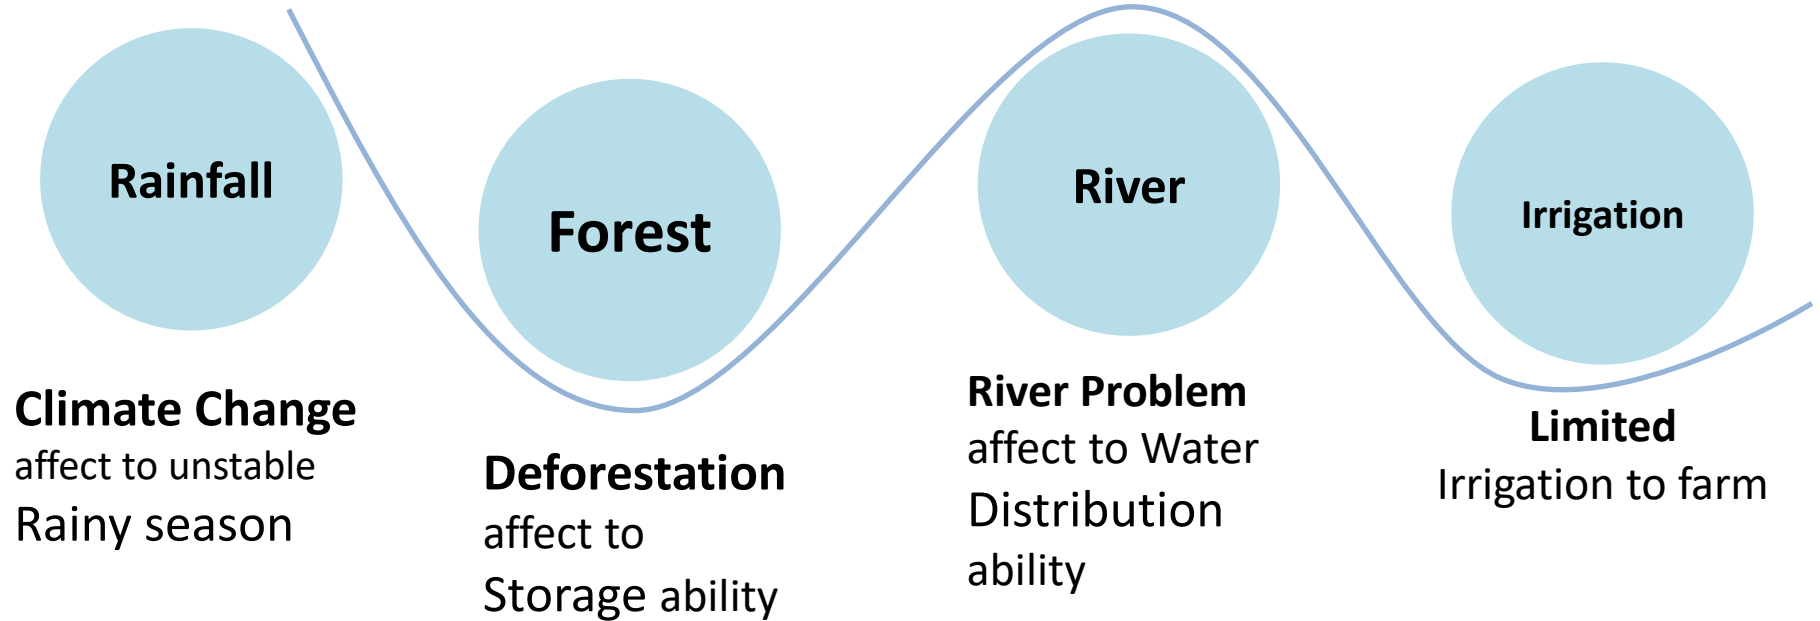 Rainfall
Climate Change
affect to unstable
Rainy season
Forest
Deforestation
affect to
Storage ability
River
River Problem
affect to Water
Distribution
ability
Irrigation
Limited
Irrigation to farm